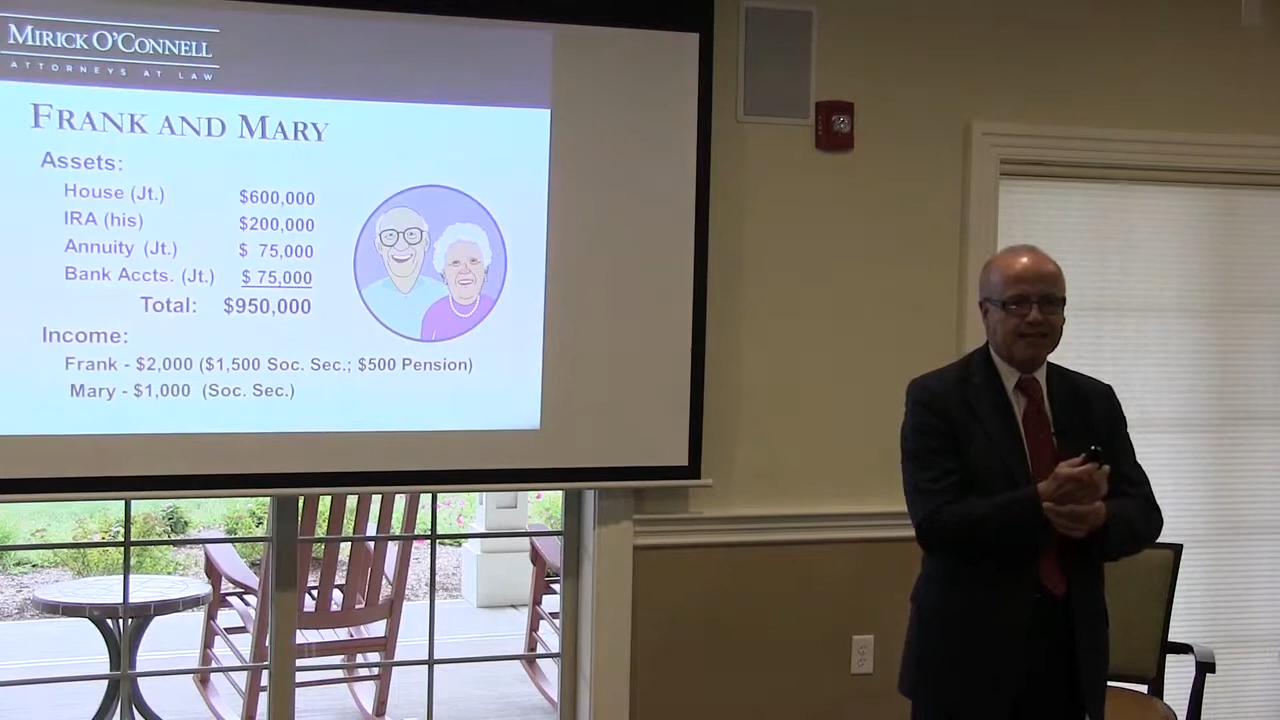 MIRICK O'CONNELL
ATTORNEYS AT LAW
FRANK AND MARY
Assets:
House (Jt.) $600,000
IRA (his) $200,000
Annuity (Jt.) $ 75,000
Bank Accts. (Jt.) $ 75,000
Total: $950,000
Income:
Frank - $2,000 ($1,500 Soc. Sec.; $500 Pension)
Mary - $1,000 (Soc. Sec.)